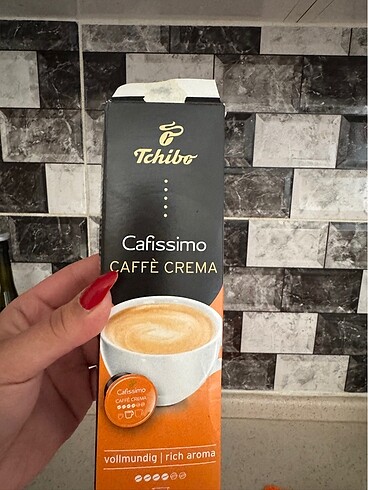 Tchibo
Cafissimo
CAFFÈ CREMA
Cafissimo
CAFFÈ CREMA
vollmundig | rich aroma